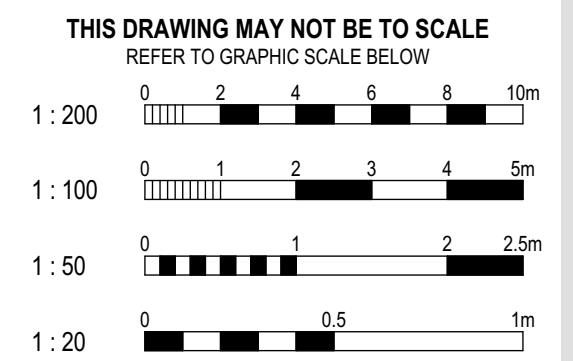 THIS DRAWING MAY NOT BE TO SCALE
REFER TO GRAPHIC SCALE BELOW
0 2 4 6 8 10m
1 : 200
0 1 2 3 4 5m
1 : 100
0 1 2 2.5m
1 : 50
0 0.5 1m
1 : 20